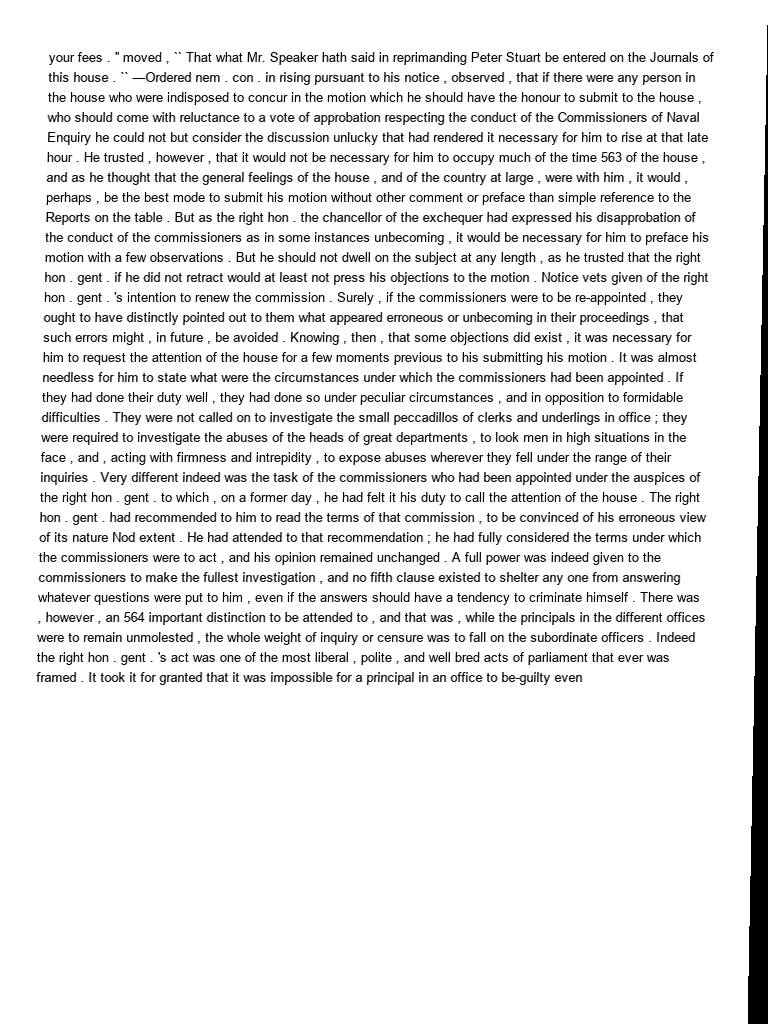 your fees . " moved , `` That what Mr. Speaker hath said in reprimanding Peter Stuart be entered on the Journals of
this house . `` —Ordered nem . con . in rising pursuant to his notice , observed , that if there were any person in
the house who were indisposed to concur in the motion which he should have the honour to submit to the house ,
who should come with reluctance to a vote of approbation respecting the conduct of the Commissioners of Naval
Enquiry he could not but consider the discussion unlucky that had rendered it necessary for him to rise at that late
hour . He trusted , however , that it would not be necessary for him to occupy much of the time 563 of the house ,
and as he thought that the general feelings of the house , and of the country at large , were with him , it would ,
perhaps , be the best mode to submit his motion without other comment or preface than simple reference to the
Reports on the table . But as the right hon . the chancellor of the exchequer had expressed his disapprobation of
the conduct of the commissioners as in some instances unbecoming , it would be necessary for him to preface his
motion with a few observations . But he should not dwell on the subject at any length , as he trusted that the right
hon . gent . if he did not retract would at least not press his objections to the motion . Notice vets given of the right
hon . gent . 's intention to renew the commission . Surely , if the commissioners were to be re-appointed , they
ought to have distinctly pointed out to them what appeared erroneous or unbecoming in their proceedings , that
such errors might , in future , be avoided . Knowing , then , that some objections did exist , it was necessary for
him to request the attention of the house for a few moments previous to his submitting his motion . It was almost
needless for him to state what were the circumstances under which the commissioners had been appointed . If
they had done their duty well , they had done so under peculiar circumstances , and in opposition to formidable
difficulties . They were not called on to investigate the small peccadillos of clerks and underlings in office ; they
were required to investigate the abuses of the heads of great departments , to look men in high situations in the
face , and , acting with firmness and intrepidity , to expose abuses wherever they fell under the range of their
inquiries . Very different indeed was the task of the commissioners who had been appointed under the auspices of
the right hon . gent . to which , on a former day , he had felt it his duty to call the attention of the house . The right
hon . gent . had recommended to him to read the terms of that commission , to be convinced of his erroneous view
of its nature Nod extent . He had attended to that recommendation ; he had fully considered the terms under which
the commissioners were to act , and his opinion remained unchanged . A full power was indeed given to the
commissioners to make the fullest investigation , and no fifth clause existed to shelter any one from answering
whatever questions were put to him , even if the answers should have a tendency to criminate himself . There was
, however , an 564 important distinction to be attended to , and that was , while the principals in the different offices
were to remain unmolested , the whole weight of inquiry or censure was to fall on the subordinate officers . Indeed
the right hon . gent . 's act was one of the most liberal , polite , and well bred acts of parliament that ever was
framed . It took it for granted that it was impossible for a principal in an office to be-guilty even